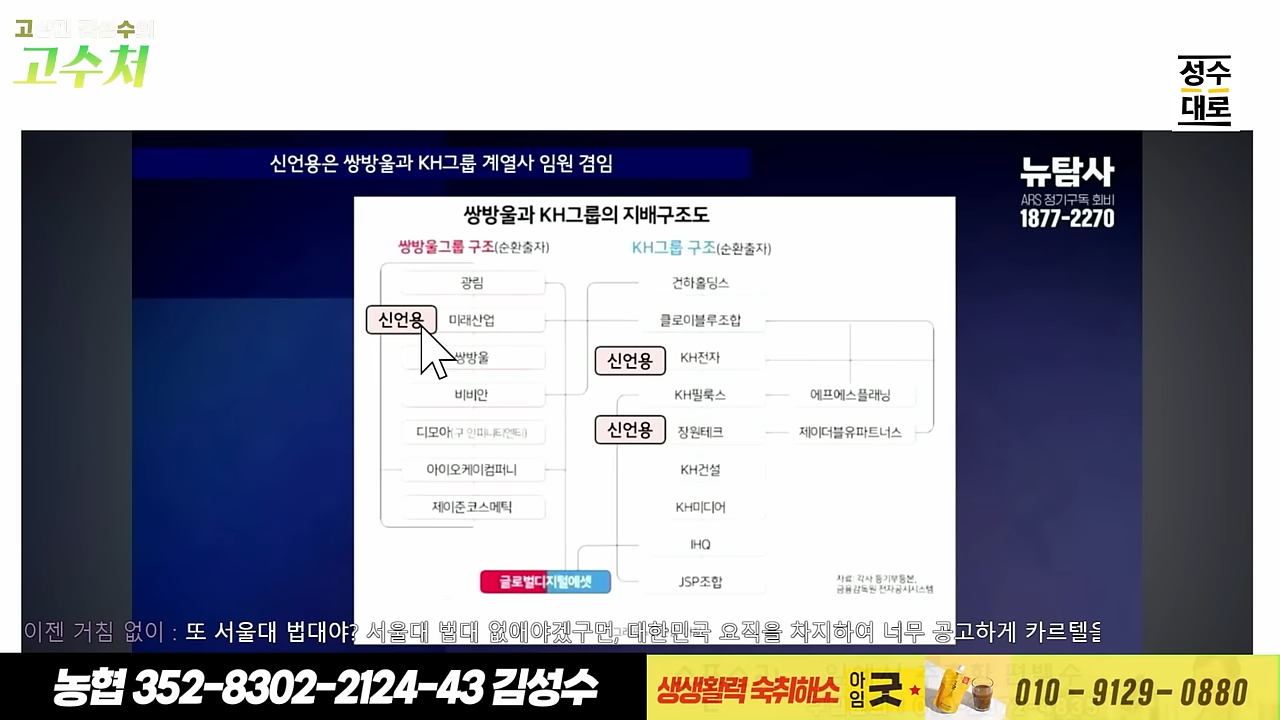 고수처
성수
대로
신언용은 쌍방울과 KH그룹 계열사 임원 겸임
뉴탐사
ARS 정기구독 회비
1877-2270
쌍방울과 KH그룹의 지배구조도
쌍방울그룹 구조(순환출자)
KH그룹 구조(순환출자)
광림
건하홀딩스
신언용
미래산업
클로이블루조합
쌍방울
신언용
KH전자
비비안
KH필룩스
에프에스플래닝
디모아(구 인피니티엔티)
신언용
장원테크
제이더블유파트너스
아이오케이컴퍼니
KH건설
제이준코스메틱
KH미디어
IHQ
글로벌디지털에셋
JSP조합
자료: 각사 등기부등본,
금융감독원 전자공시시스템
이젠 거침 없이 : 또 서울대 법대야? 서울대 법대 없애야겠구먼, 대한민국 요직을 차지하여 너무 공고하게 카르텔을
농협 352-8302-2124-43 김성수
생생활력 숙취해소
아임 굿
010 - 9129- 0880